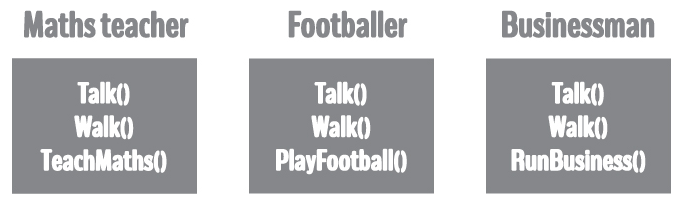 Maths teacher
Talk()
Walk()
TeachMaths()
Footballer
Talk()
Walk()
PlayFootball()
Businessman
Talk()
Walk()
RunBusiness()